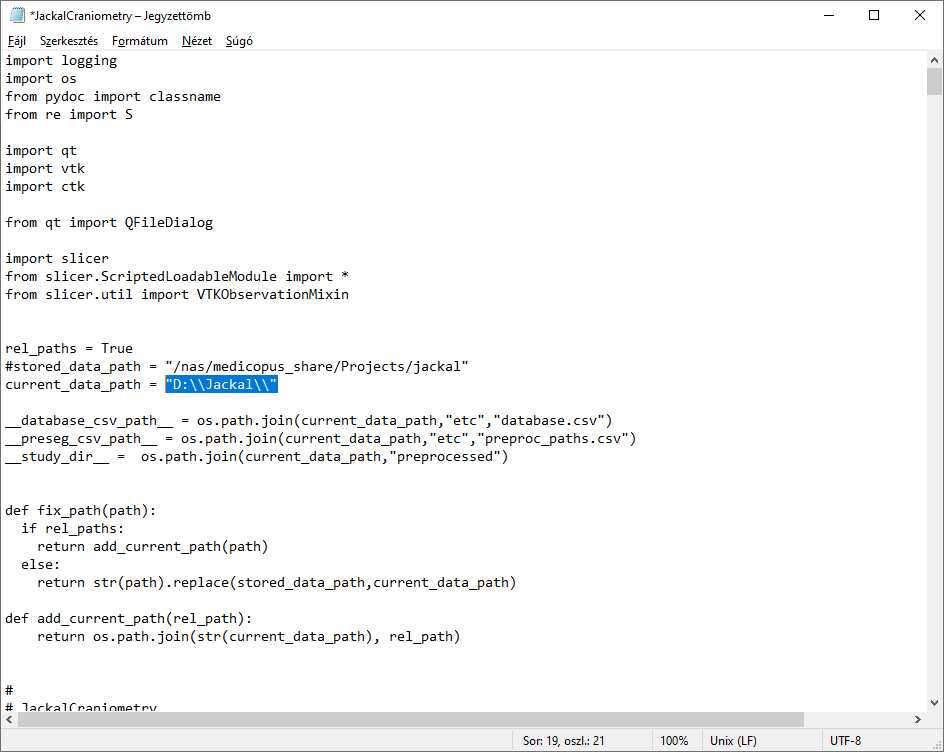 *JackalCraniometry – Jegyzettömb
Fájl Szerkesztés Formátum Nézet Súgó
import logging
import os
from pydoc import classname
from re import S
import qt
import vtk
import ctk
from qt import QFileDialog
import slicer
from slicer.ScriptedLoadableModule import *
from slicer.util import VTKObservationMixin
rel_paths = True
#stored_data_path = "/nas/medicopus_share/Projects/jackal"
current_data_path = "D:\\Jackal\\"
__database_csv_path__ = os.path.join(current_data_path,"etc","database.csv")
__preseg_csv_path__ = os.path.join(current_data_path,"etc","preproc_paths.csv")
__study_dir__ =  os.path.join(current_data_path,"preprocessed")
def fix_path(path):
  if rel_paths:
    return add_current_path(path)
  else:
    return str(path).replace(stored_data_path,current_data_path)
def add_current_path(rel_path):
    return os.path.join(str(current_data_path), rel_path)
#
# JackalCraniometry
Sor: 19, oszl.: 21 100% Unix (LF) UTF-8